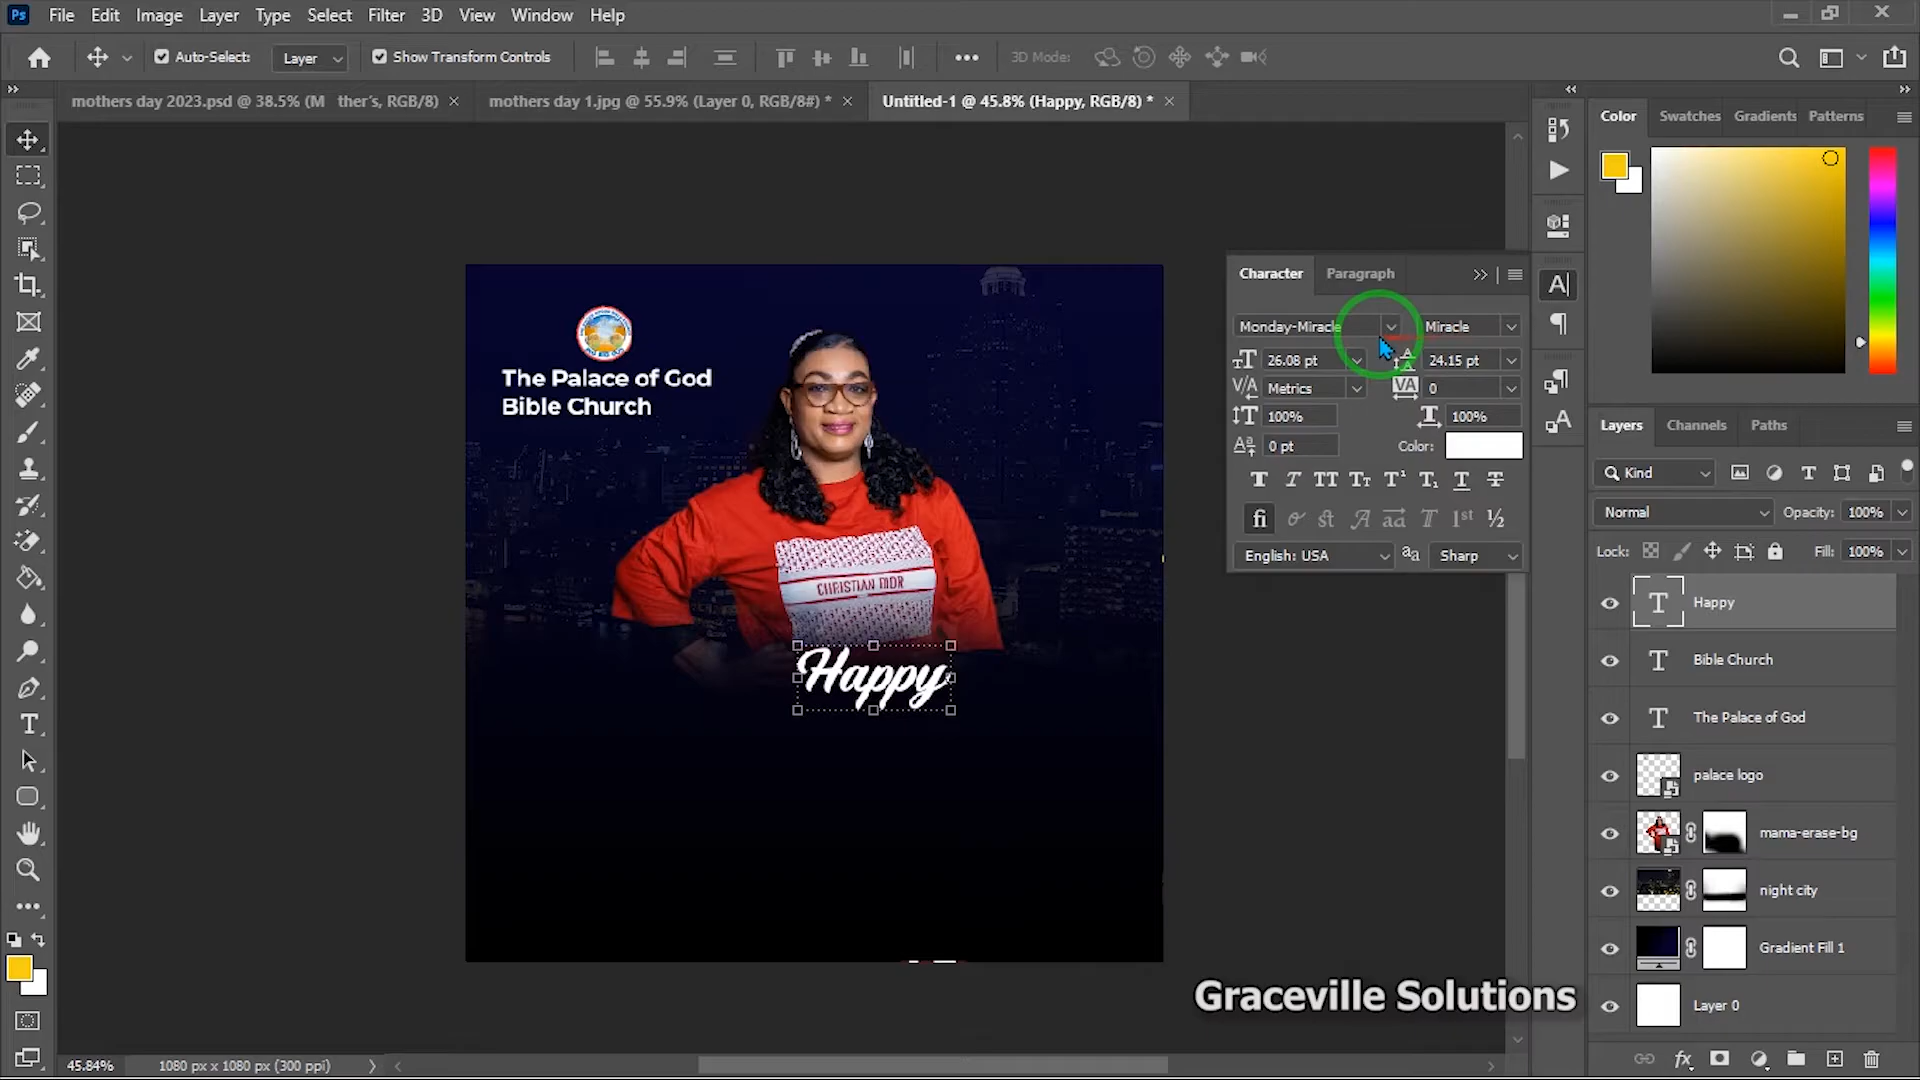 Ps File Edit Image Layer Type Select Filter 3D View Window Help
Auto-Select: Layer Show Transform Controls 3D Mode:
mothers day 2023.psd @ 38.5% (M ther's, RGB/8)
mothers day 1.jpg @ 55.9% (Layer 0, RGB/8#) *
Untitled-1 @ 45.8% (Happy, RGB/8) *
Color Swatches Gradients Patterns
Character Paragraph
Monday-Miracle Miracle
26.08 pt 24.15 pt
Metrics 0
100% 100%
0 pt Color:
English: USA Sharp
The Palace of God
Bible Church
CHRISTIAN DIOR
Happy
Layers Channels Paths
Kind
Normal Opacity: 100%
Lock: Fill: 100%
Happy
Bible Church
The Palace of God
palace logo
mama-erase-bg
night city
Gradient Fill 1
Layer 0
Graceville Solutions
45.84% 1080 px x 1080 px (300 ppi)